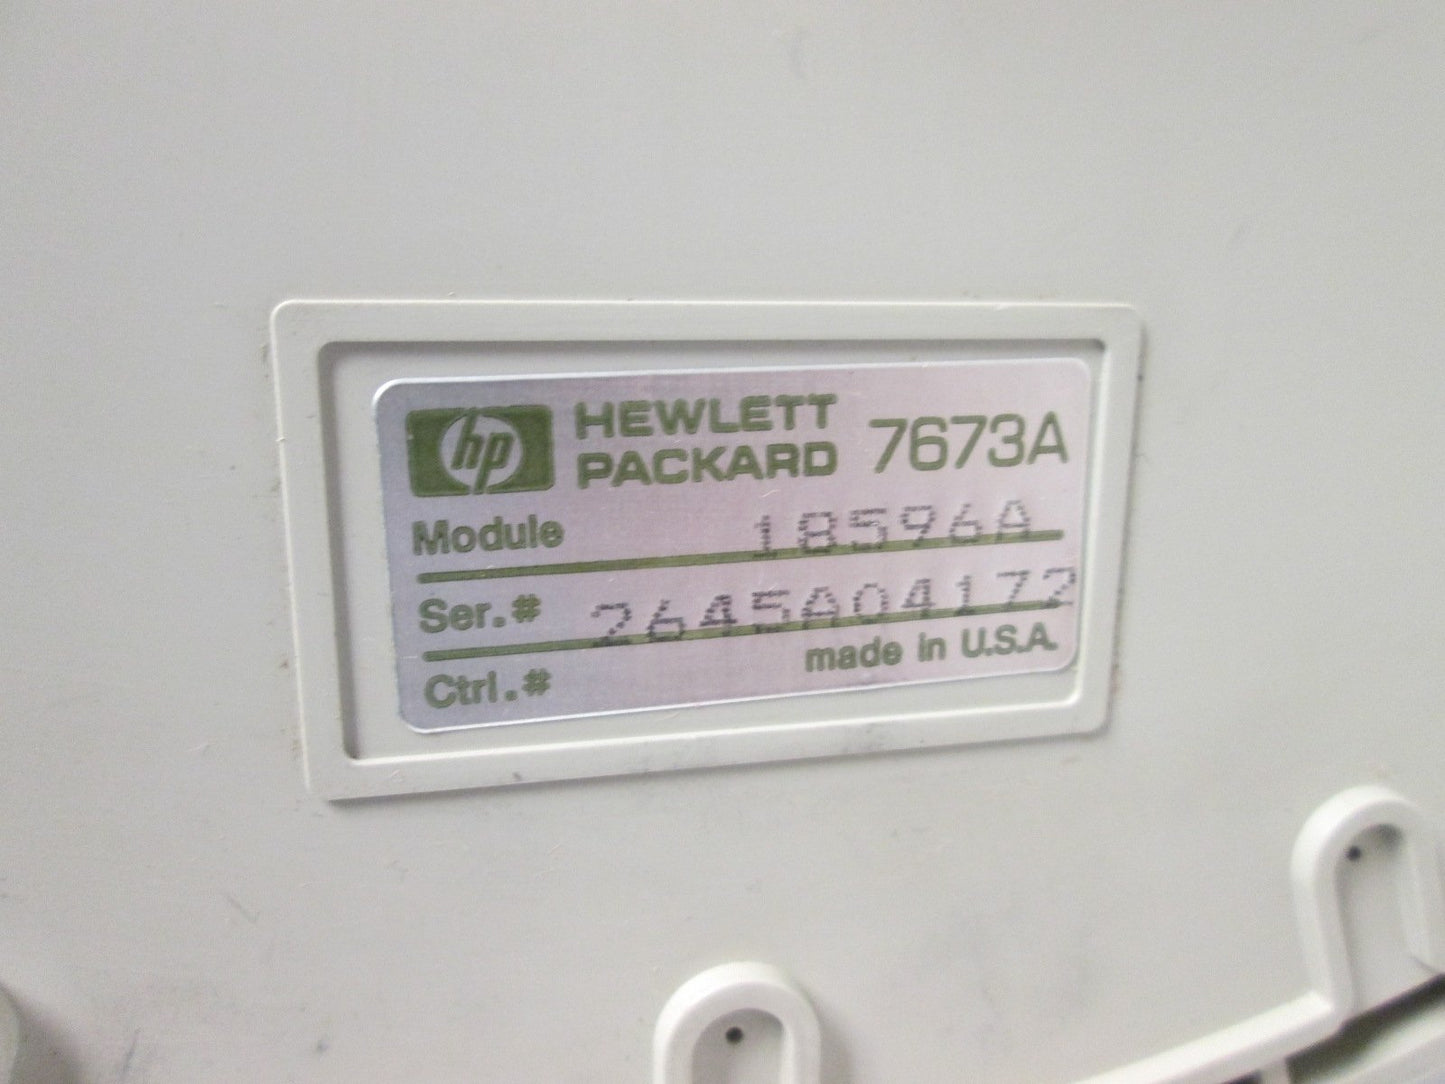 hp HEWLETT PACKARD 7673A
Module 18596A
Ser.# 2645A04172
made in U.S.A.
Ctrl.#